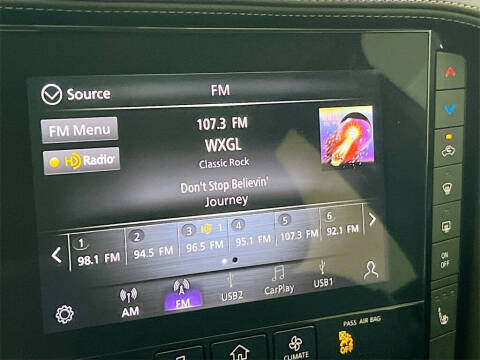 Source
FM
FM Menu
HD Radio
107.3 FM
WXGL
Classic Rock
Don't Stop Believin'
Journey
1 98.1 FM
2 94.5 FM
3 HD 1 96.5 FM
4 95.1 FM
5 107.3 FM
6 92.1 FM
AM
FM
USB2
CarPlay
USB1
ON
OFF
CLIMATE
PASS AIR BAG